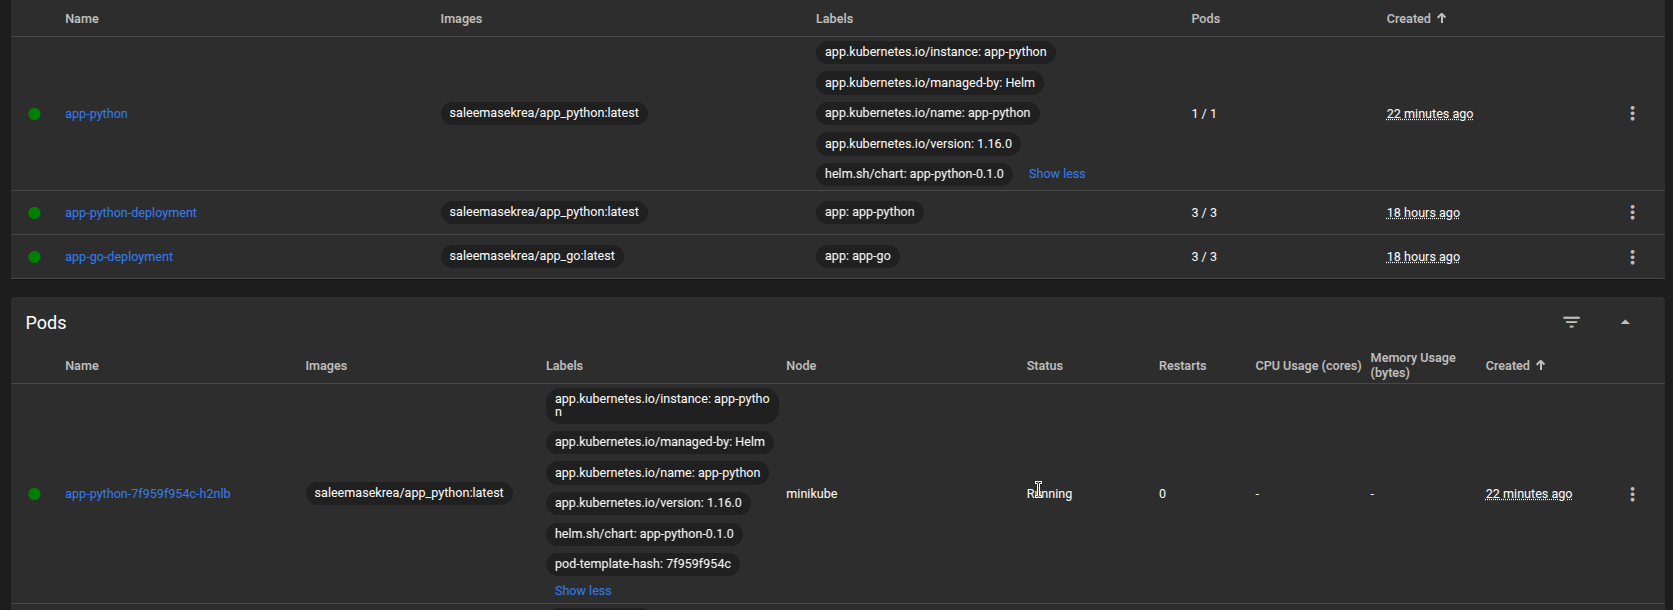 Name Images Labels Pods Created
app.kubernetes.io/instance: app-python
app.kubernetes.io/managed-by: Helm
app-python saleemasekrea/app_python:latest app.kubernetes.io/name: app-python 1 / 1 22 minutes ago
app.kubernetes.io/version: 1.16.0
helm.sh/chart: app-python-0.1.0 Show less
app-python-deployment saleemasekrea/app_python:latest app: app-python 3 / 3 18 hours ago
app-go-deployment saleemasekrea/app_go:latest app: app-go 3 / 3 18 hours ago
Pods
Name Images Labels Node Status Restarts CPU Usage (cores) Memory Usage (bytes) Created
app.kubernetes.io/instance: app-pytho
n
app.kubernetes.io/managed-by: Helm
app.kubernetes.io/name: app-python
app-python-7f959f954c-h2nlb saleemasekrea/app_python:latest minikube Running 0 - - 22 minutes ago
app.kubernetes.io/version: 1.16.0
helm.sh/chart: app-python-0.1.0
pod-template-hash: 7f959f954c
Show less